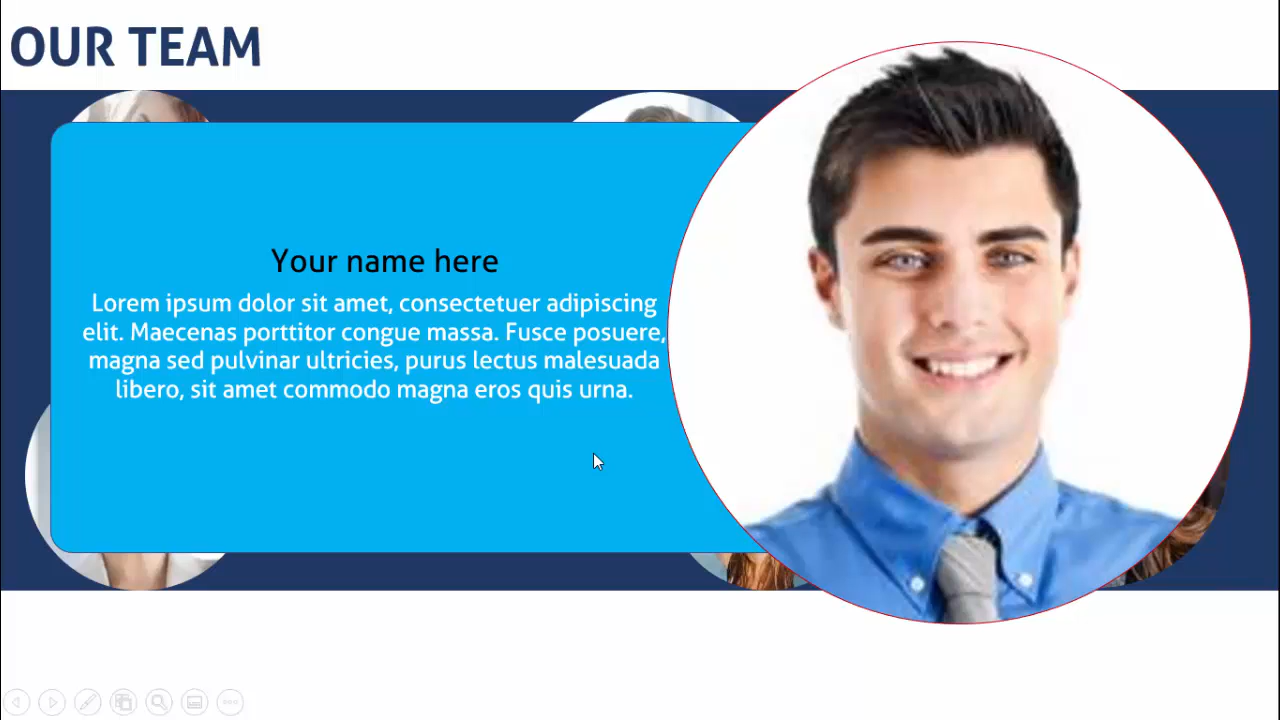 OUR TEAM
Your name here
Lorem ipsum dolor sit amet, consectetuer adipiscing
elit. Maecenas porttitor congue massa. Fusce posuere,
magna sed pulvinar ultricies, purus lectus malesuada
libero, sit amet commodo magna eros quis urna.